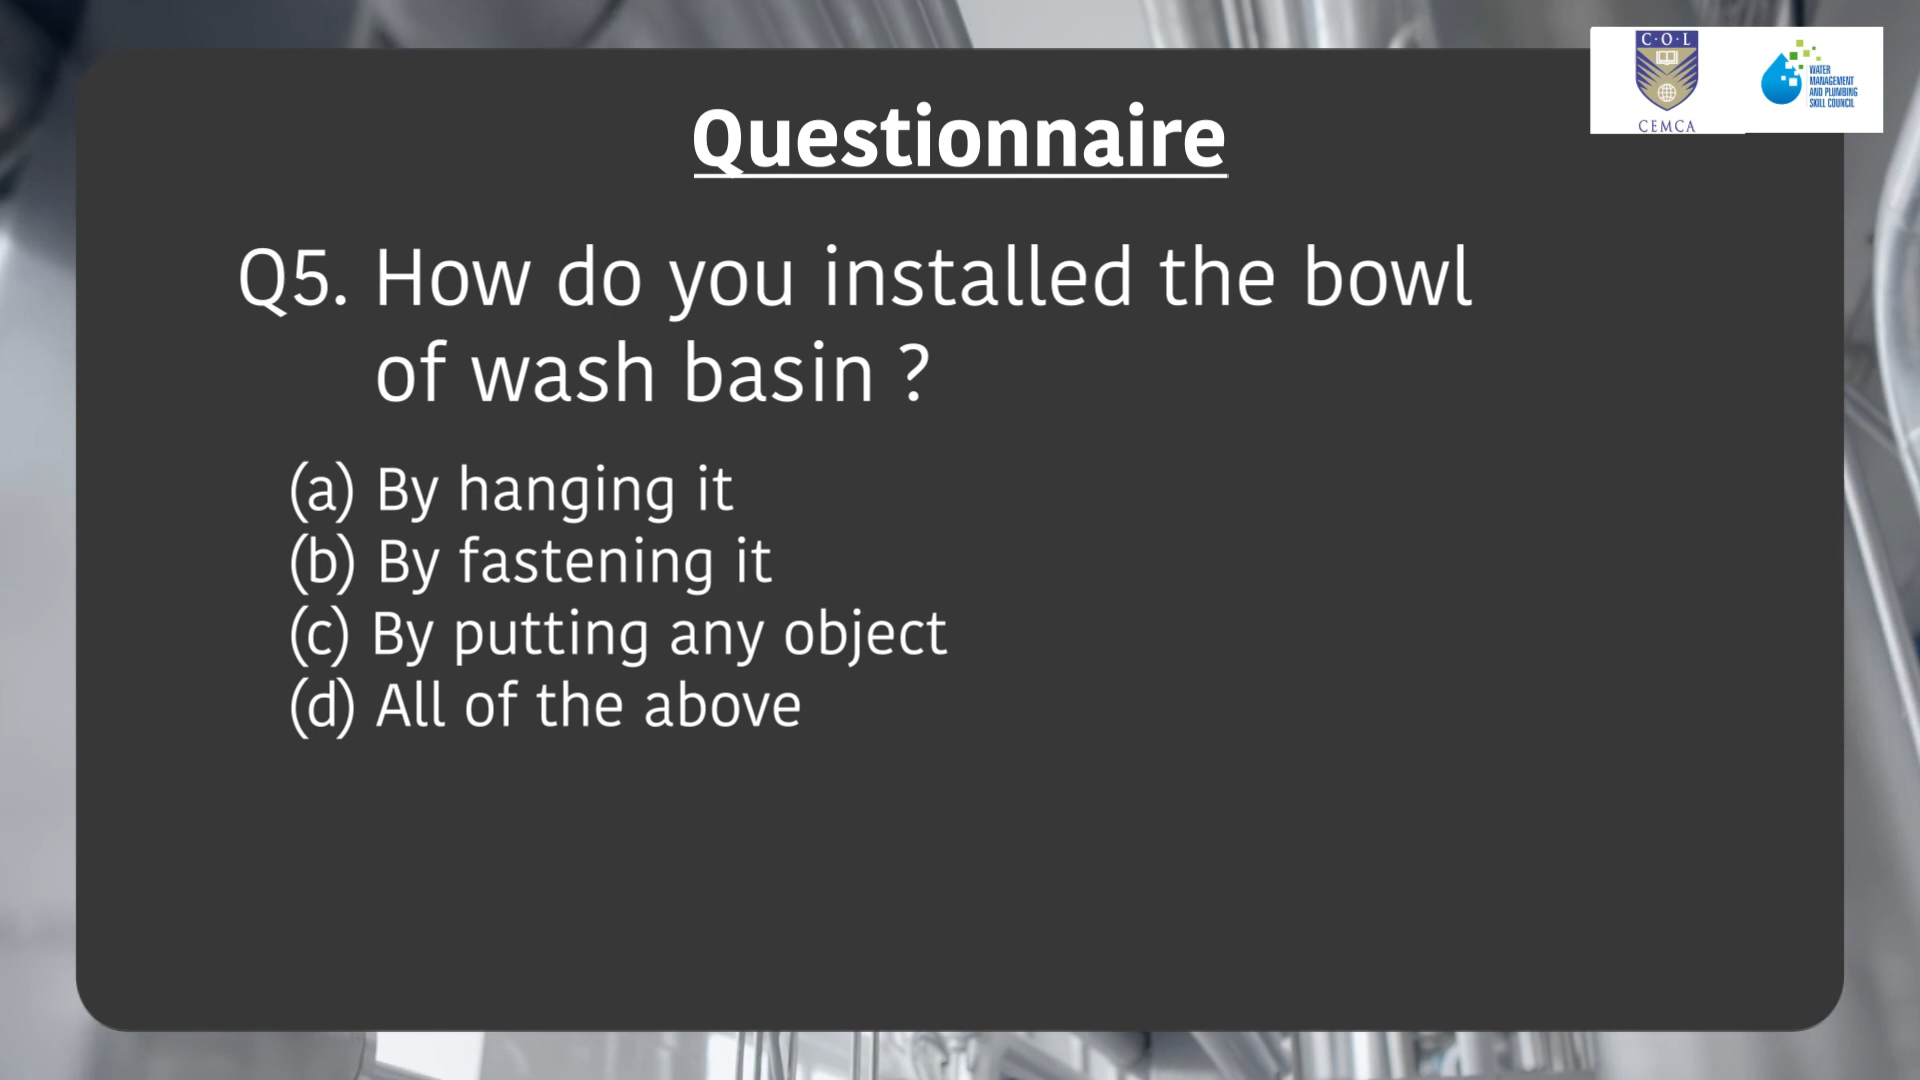 C·O·L
CEMCA
WATER
MANAGEMENT
AND PLUMBING
SKILL COUNCIL
Questionnaire
Q5. How do you installed the bowl
of wash basin ?
(a) By hanging it
(b) By fastening it
(c) By putting any object
(d) All of the above